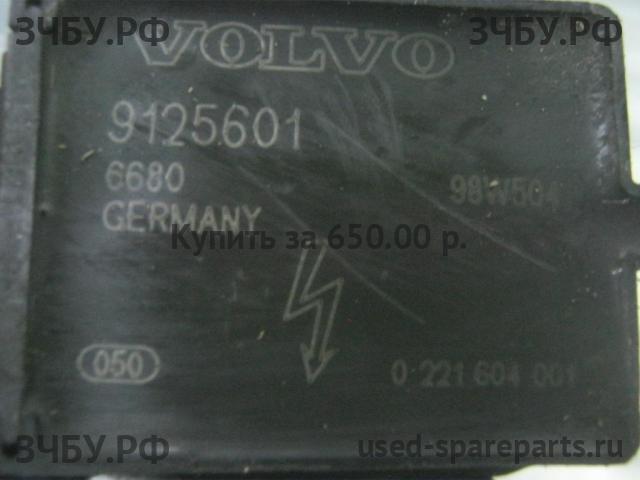 ЗЧБУ.РФ ЗЧБУ.РФ
VOLVO
9125601
6680 98W504
GERMANY
Купить за 650.00 р.
050
0 221 604 001
ЗЧБУ.РФ used-spareparts.ru